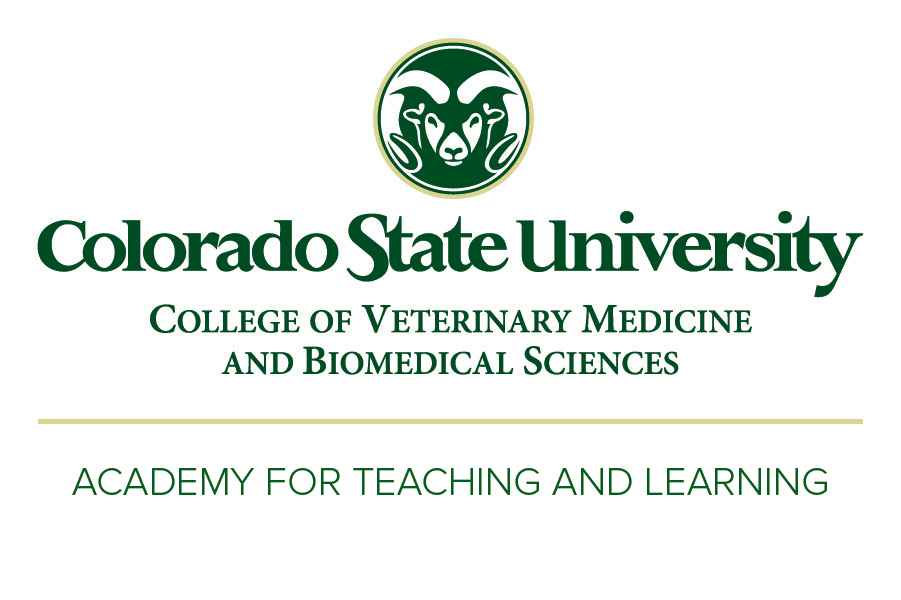 Colorado State University
College of Veterinary Medicine
and Biomedical Sciences
ACADEMY FOR TEACHING AND LEARNING